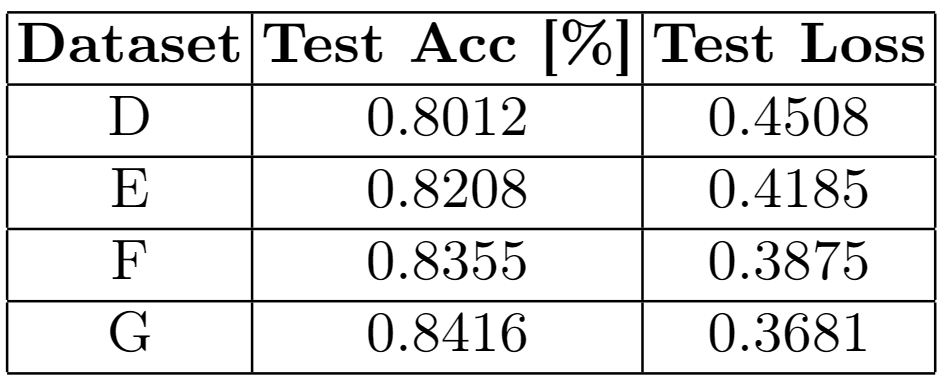 Dataset Test Acc [%] Test Loss
D 0.8012 0.4508
E 0.8208 0.4185
F 0.8355 0.3875
G 0.8416 0.3681